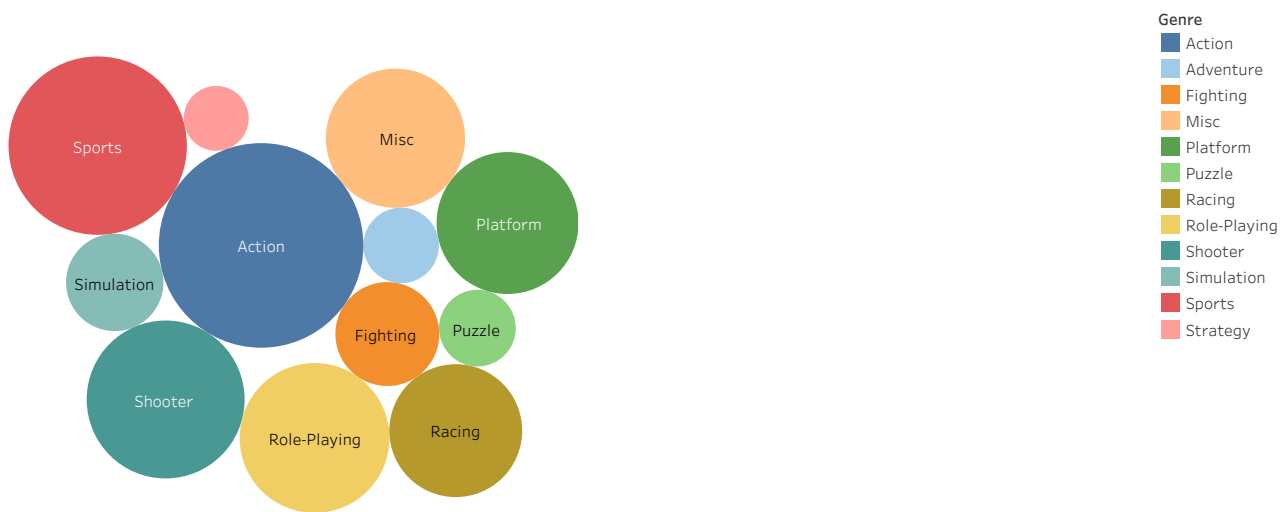 Genre
Action
Adventure
Fighting
Misc
Platform
Puzzle
Racing
Role-Playing
Shooter
Simulation
Sports
Strategy
Sports
Misc
Platform
Action
Simulation
Fighting
Puzzle
Shooter
Role-Playing
Racing